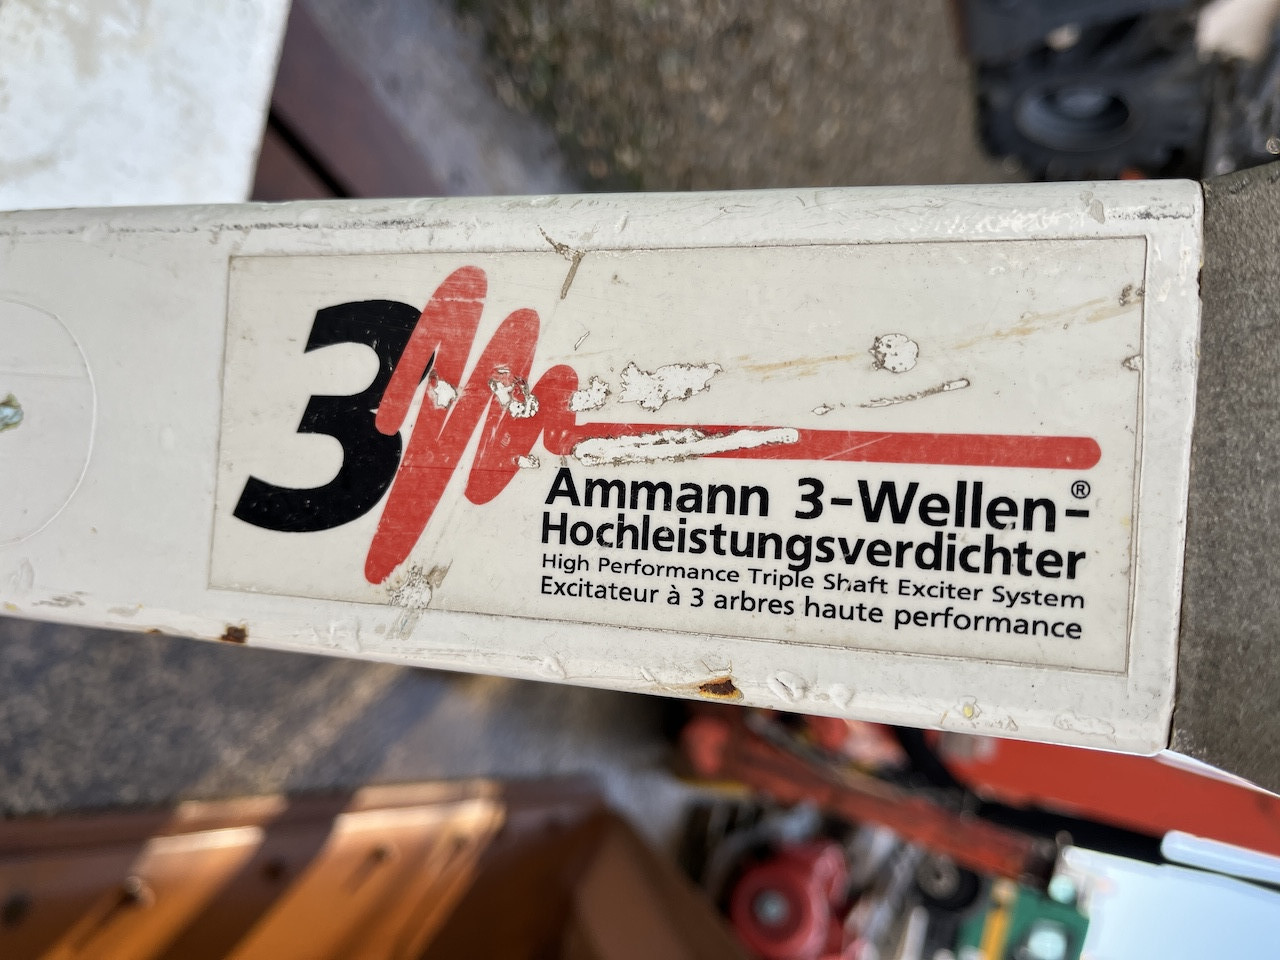 3
Ammann 3-Wellen-®
Hochleistungsverdichter
High Performance Triple Shaft Exciter System
Excitateur à 3 arbres haute performance